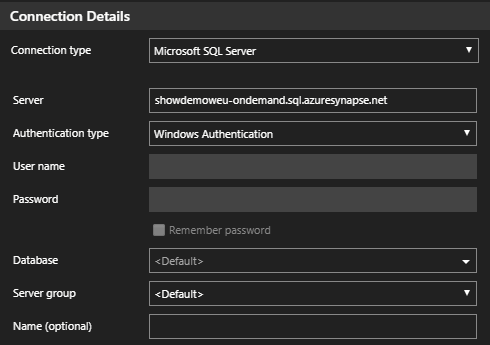 Connection Details
Connection type Microsoft SQL Server
Server showdemoweu-ondemand.sql.azuresynapse.net
Authentication type Windows Authentication
User name
Password
Remember password
Database <Default>
Server group <Default>
Name (optional)